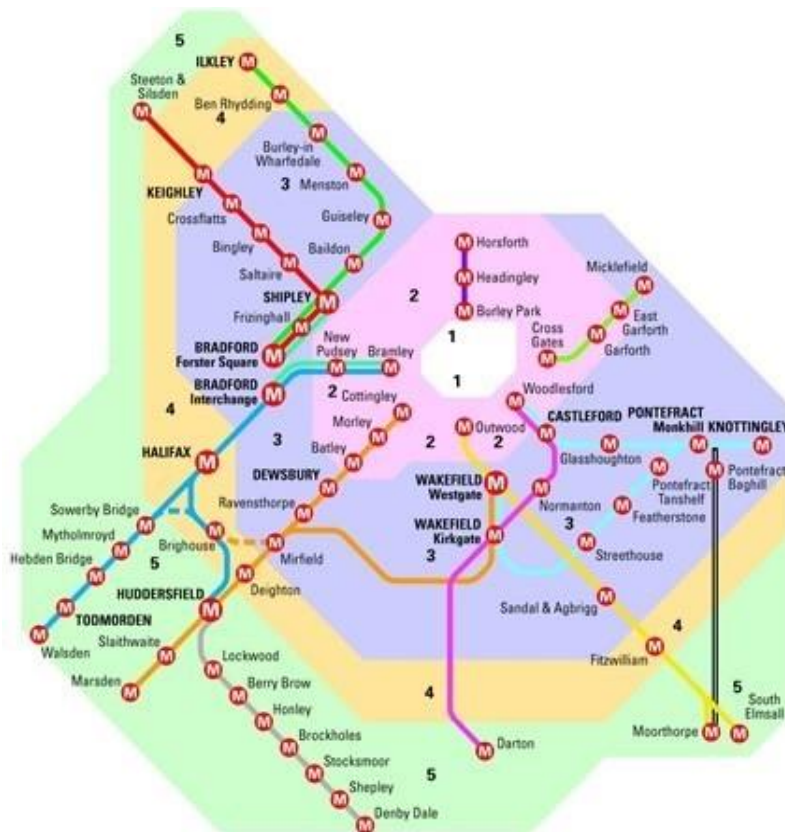 5
ILKLEY
Steeton &
Silsden
Ben Rhydding
4
Burley-in
Wharfedale
3
Menston
KEIGHLEY
Crossflatts
Guiseley
Bingley
Baildon
Saltaire
SHIPLEY
Frizinghall
BRADFORD
Forster Square
BRADFORD
Interchange
New
Pudsey
Bramley
2
Horsforth
Headingley
Burley Park
1
1
Micklefield
East
Garforth
Garforth
Cross
Gates
Woodlesford
2
Cottingley
Morley
Batley
DEWSBURY
Ravensthorpe
4
3
HALIFAX
2
Outwood
2
CASTLEFORD
PONTEFRACT
Monkhill
KNOTTINGLEY
Glasshoughton
WAKEFIELD
Westgate
Normanton
Pontefract
Tanshelf
Pontefract
Baghill
Featherstone
3
Streethouse
WAKEFIELD
Kirkgate
3
Sowerby Bridge
Mytholmroyd
Hebden Bridge
Brighouse
5
Mirfield
Deighton
HUDDERSFIELD
TODMORDEN
Walsden
Slaithwaite
Marsden
Lockwood
Berry Brow
Honley
Brockholes
Stocksmoor
Shepley
Denby Dale
4
Darton
5
Sandal & Agbrigg
4
Fitzwilliam
5
South
Elmsall
Moorthorpe